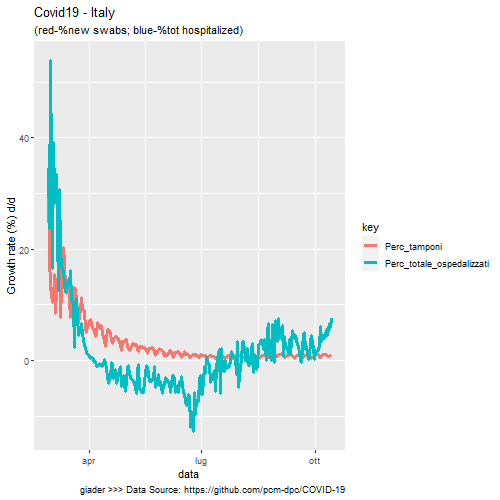 Covid19 - Italy
(red-%new swabs; blue-%tot hospitalized)
Growth rate (%) d/d
40
20
0
apr
lug
ott
data
key
Perc_tamponi
Perc_totale_ospedalizzati
giader >>> Data Source: https://github.com/pcm-dpc/COVID-19